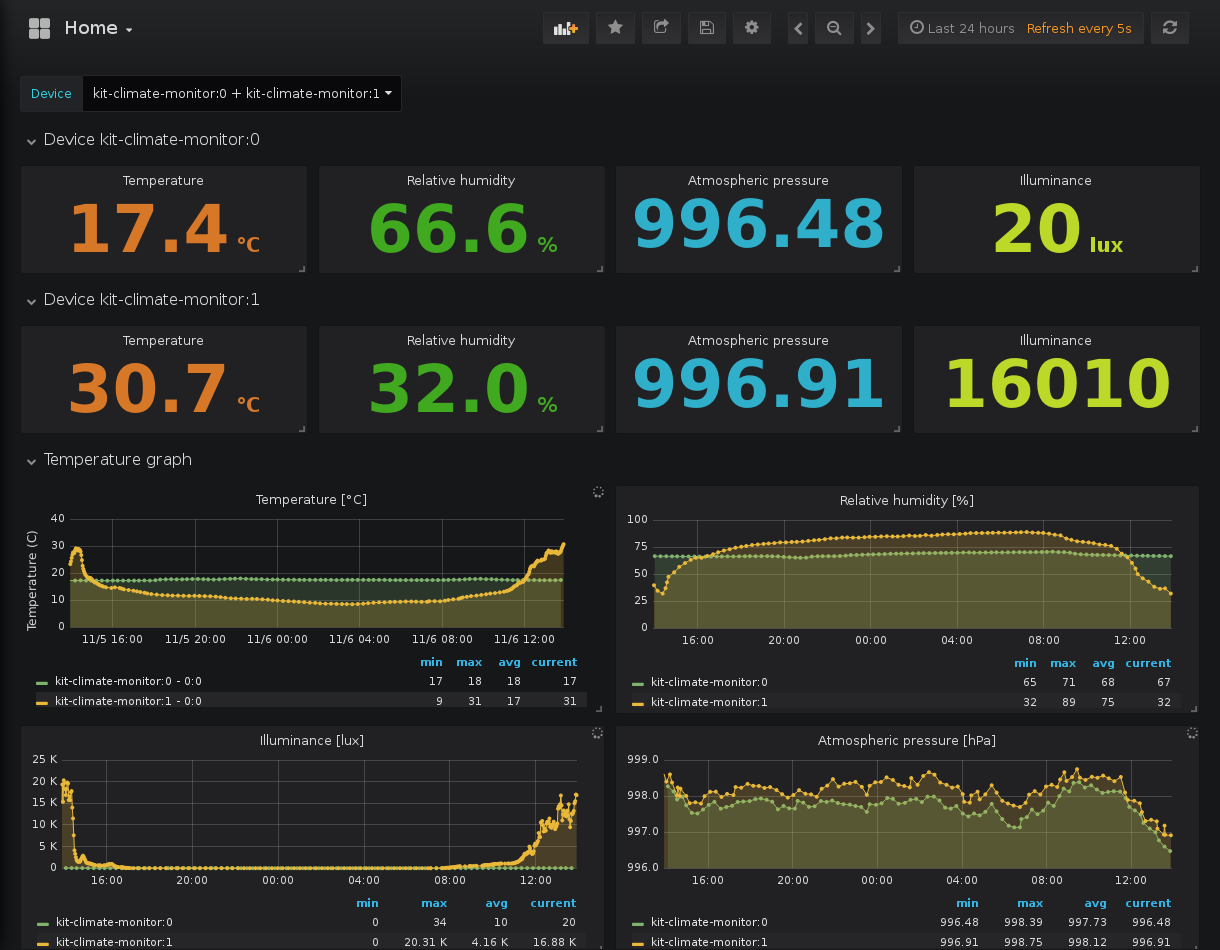 Home
Last 24 hours Refresh every 5s
Device kit-climate-monitor:0 + kit-climate-monitor:1
Device kit-climate-monitor:0
Temperature
17.4 °C
Relative humidity
66.6 %
Atmospheric pressure
996.48
Illuminance
20 lux
Device kit-climate-monitor:1
Temperature
30.7 °C
Relative humidity
32.0 %
Atmospheric pressure
996.91
Illuminance
16010
Temperature graph
Temperature [°C]
Temperature (C)
40
30
20
10
0
11/5 16:00 11/5 20:00 11/6 00:00 11/6 04:00 11/6 08:00 11/6 12:00
min max avg current
kit-climate-monitor:0 - 0:0 17 18 18 17
kit-climate-monitor:1 - 0:0 9 31 17 31
Relative humidity [%]
100
75
50
25
0
16:00 20:00 00:00 04:00 08:00 12:00
min max avg current
kit-climate-monitor:0 65 71 68 67
kit-climate-monitor:1 32 89 75 32
Illuminance [lux]
25 K
20 K
15 K
10 K
5 K
0
16:00 20:00 00:00 04:00 08:00 12:00
min max avg current
kit-climate-monitor:0 0 34 10 20
kit-climate-monitor:1 0 20.31 K 4.16 K 16.88 K
Atmospheric pressure [hPa]
999.0
998.0
997.0
996.0
16:00 20:00 00:00 04:00 08:00 12:00
min max avg current
kit-climate-monitor:0 996.48 998.39 997.73 996.48
kit-climate-monitor:1 996.91 998.75 998.12 996.91